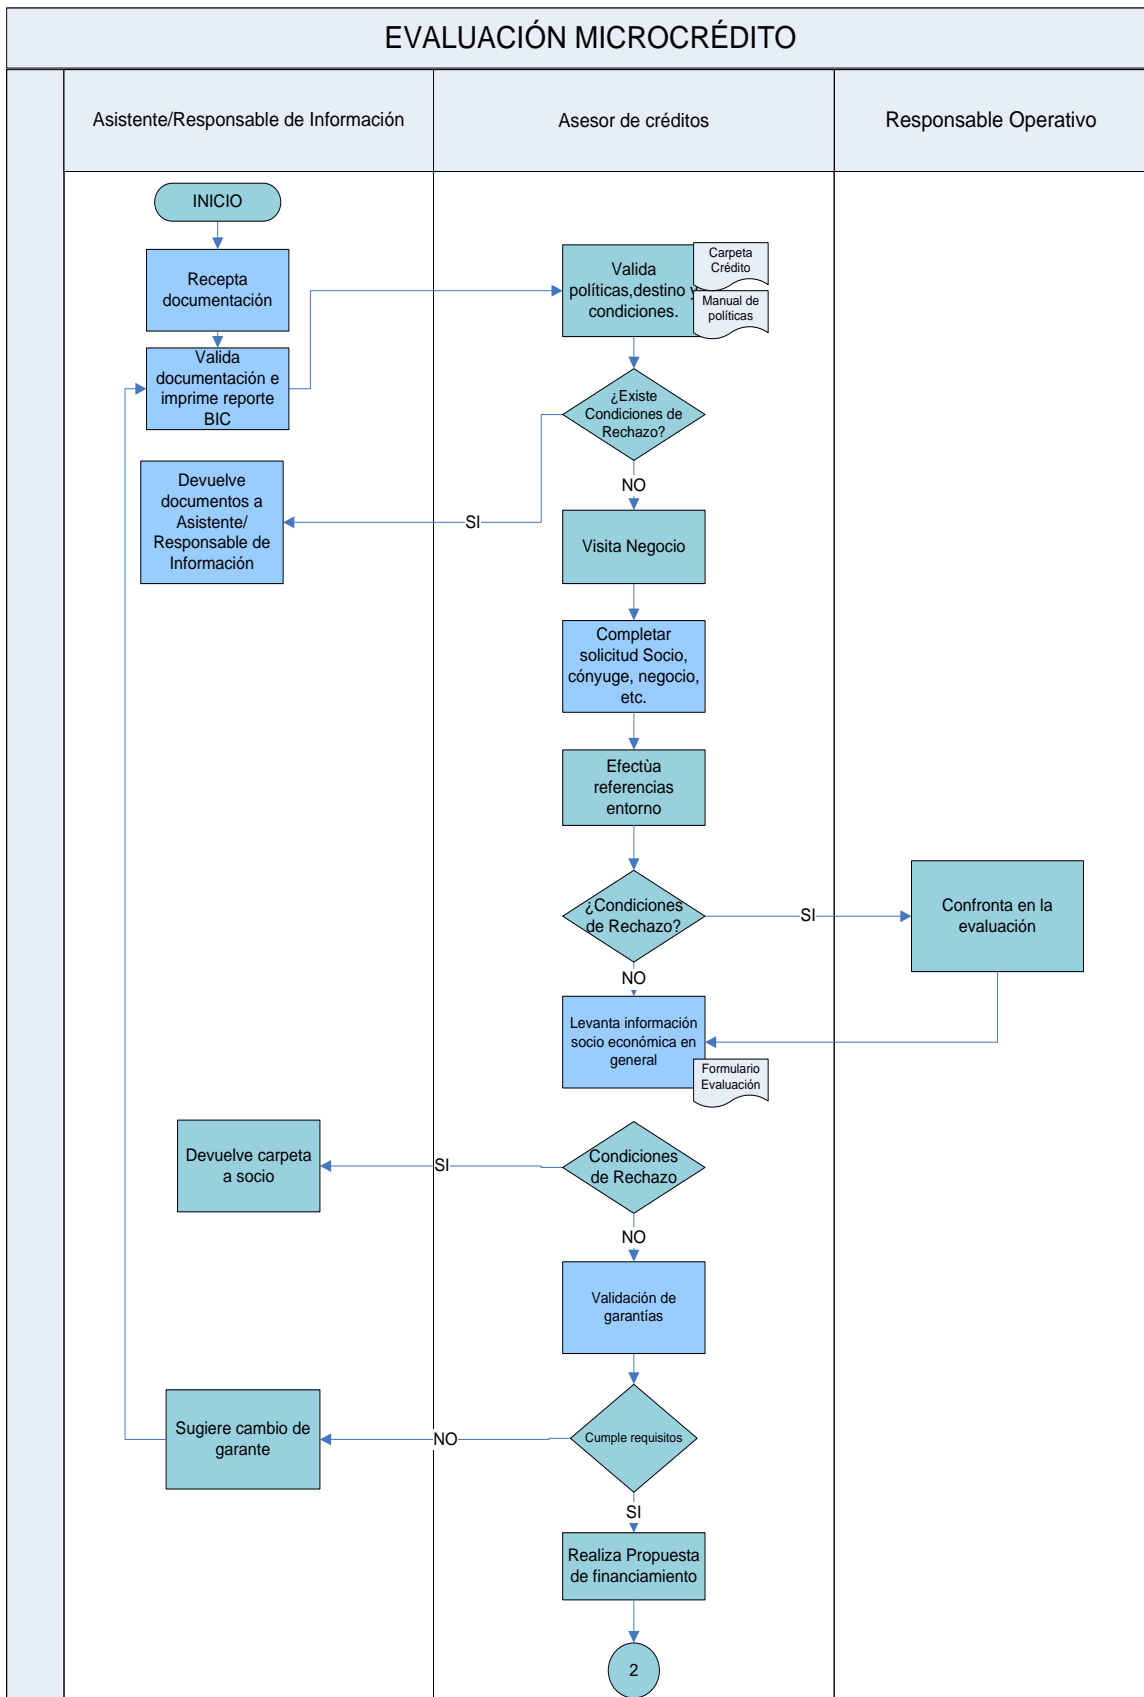 EVALUACIÓN MICROCRÉDITO
Asistente/Responsable de Información
Asesor de créditos
Responsable Operativo
INICIO
Recepta
documentación
Valida
documentación e
imprime reporte
BIC
Valida
políticas,destino y
condiciones.
Carpeta
Crédito
Manual de
políticas
¿Existe
Condiciones de
Rechazo?
NO
SI
Devuelve
documentos a
Asistente/
Responsable de
Información
Visita Negocio
Completar
solicitud Socio,
cónyuge, negocio,
etc.
Efectùa
referencias
entorno
¿Condiciones
de Rechazo?
SI
Confronta en la
evaluación
NO
Levanta información
socio económica en
general
Formulario
Evaluación
Condiciones
de Rechazo
SI
Devuelve carpeta
a socio
NO
Validación de
garantías
Cumple requisitos
NO
Sugiere cambio de
garante
SI
Realiza Propuesta
de financiamiento
2